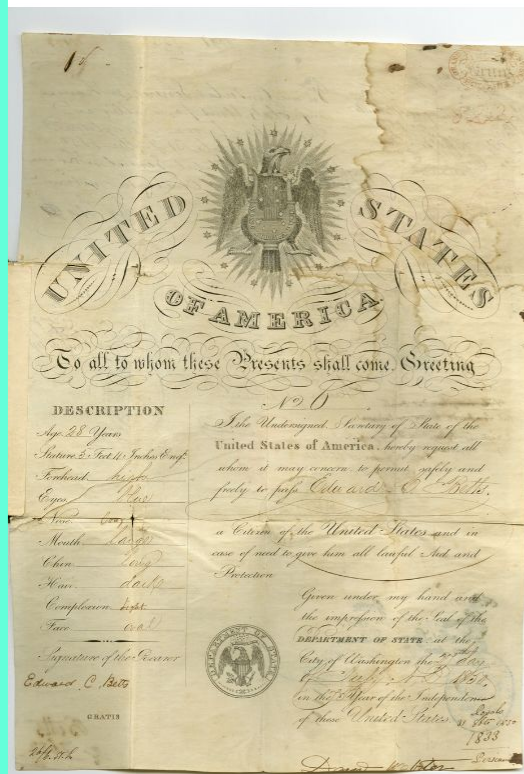 UNITED STATES
OF AMERICA
To all to whom these Presents shall come, Greeting
No 6
DESCRIPTION
Age, 28 Years
Stature, 5 Feet Inches Engh.
Forehead, high
Eyes,
Nose, long
Mouth large
Chin long
Hair, dark
Complexion, light
Face oval
Signature of the Bearer
Edward C. Betts
GRATIS
I the Undersigned Secretary of State of the
United States of America, hereby request all
whom it may concern to permit safely and
freely to pass Edward C. Betts,
a Citizen of the United States and in
case of need to give him all lawful Aid and
Protection
Given under my hand and
the impression of the Seal of the
DEPARTMENT OF STATE at the
City of Washington the day
of A.D. 1850,
in the Year of the Independence
of these United States
DEPARTMENT OF STATE